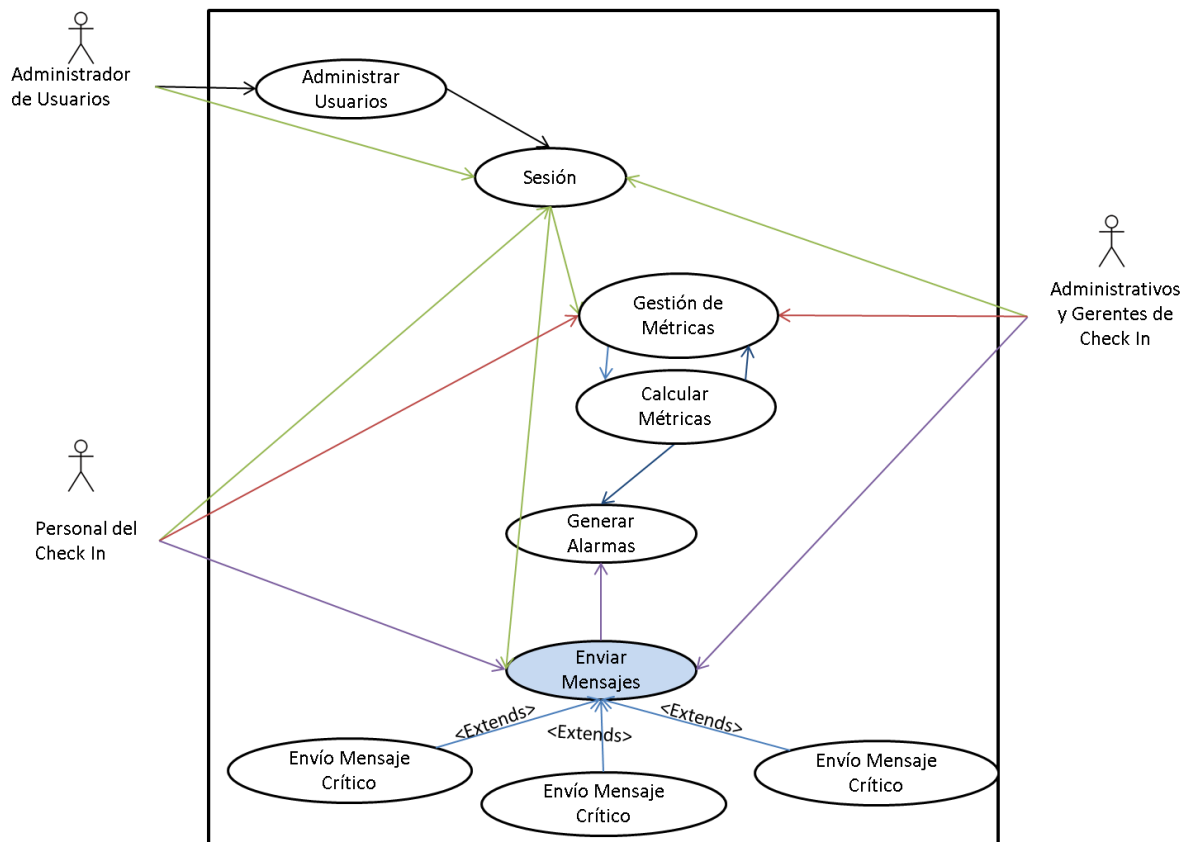 Administrador
de Usuarios
Administrar
Usuarios
Sesión
Gestión de
Métricas
Administrativos
y Gerentes de
Check In
Calcular
Métricas
Personal del
Check In
Generar
Alarmas
Enviar
Mensajes
<Extends>
<Extends>
<Extends>
Envío Mensaje
Crítico
Envío Mensaje
Crítico
Envío Mensaje
Crítico